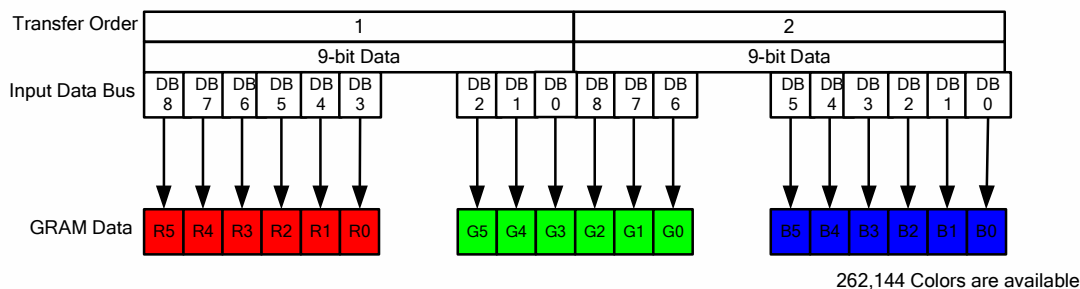 Transfer Order 1 2
9-bit Data 9-bit Data
Input Data Bus DB 8 DB 7 DB 6 DB 5 DB 4 DB 3 DB 2 DB 1 DB 0 DB 8 DB 7 DB 6 DB 5 DB 4 DB 3 DB 2 DB 1 DB 0
GRAM Data R5 R4 R3 R2 R1 R0 G5 G4 G3 G2 G1 G0 B5 B4 B3 B2 B1 B0
262,144 Colors are available